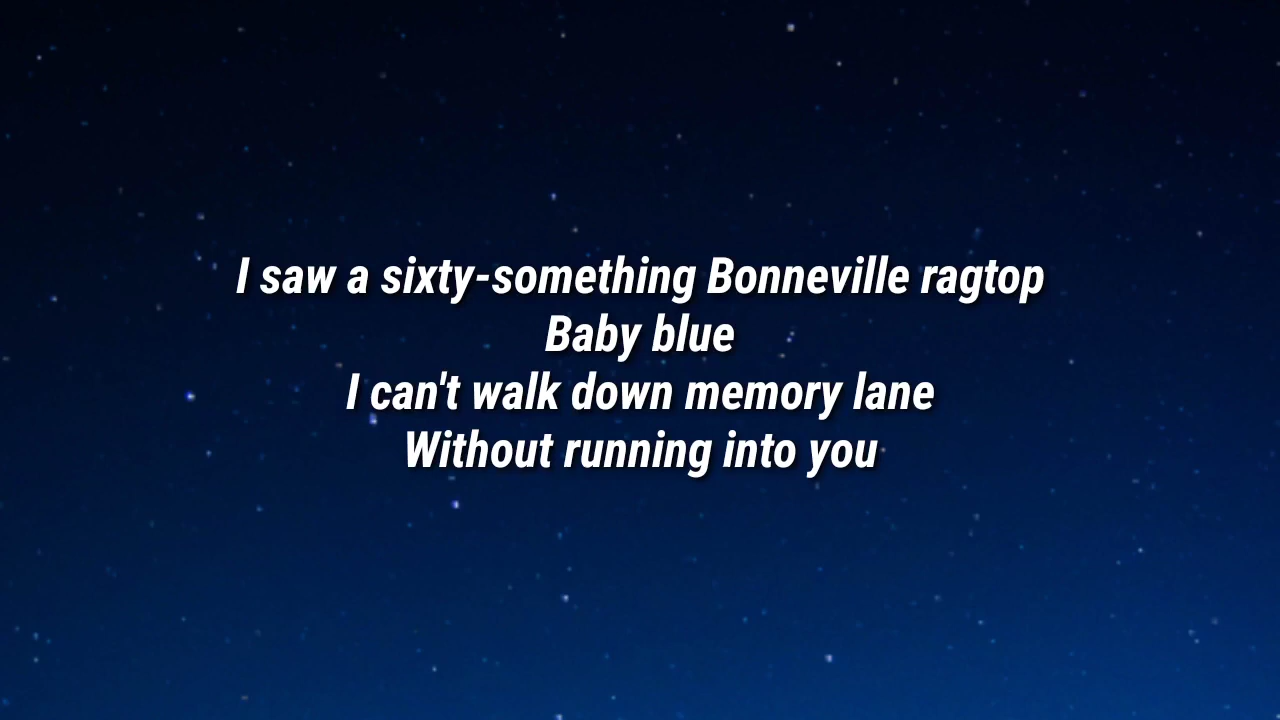 I saw a sixty-something Bonneville ragtop
Baby blue
I can't walk down memory lane
Without running into you